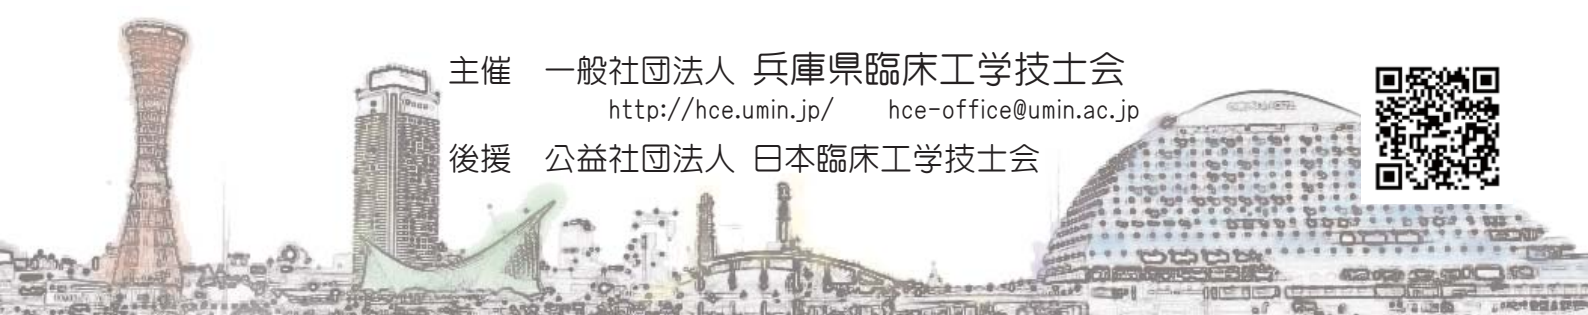 主催 一般社団法人 兵庫県臨床工学技士会
http://hce.umin.jp/ hce-office@umin.ac.jp
後援 公益社団法人 日本臨床工学技士会